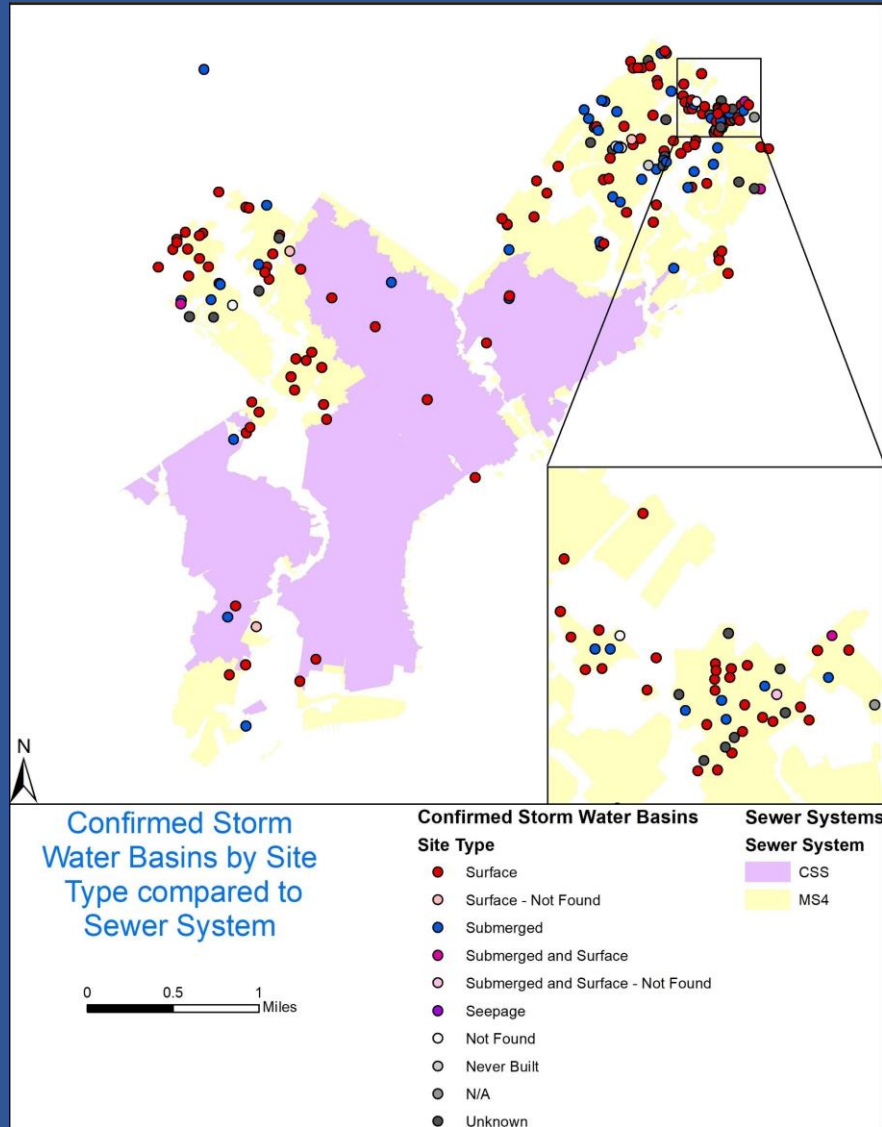 N
Confirmed Storm
Water Basins by Site
Type compared to
Sewer System
0 0.5 1
Miles
Confirmed Storm Water Basins
Site Type
Surface
Surface - Not Found
Submerged
Submerged and Surface
Submerged and Surface - Not Found
Seepage
Not Found
Never Built
N/A
Unknown
Sewer Systems
Sewer System
CSS
MS4